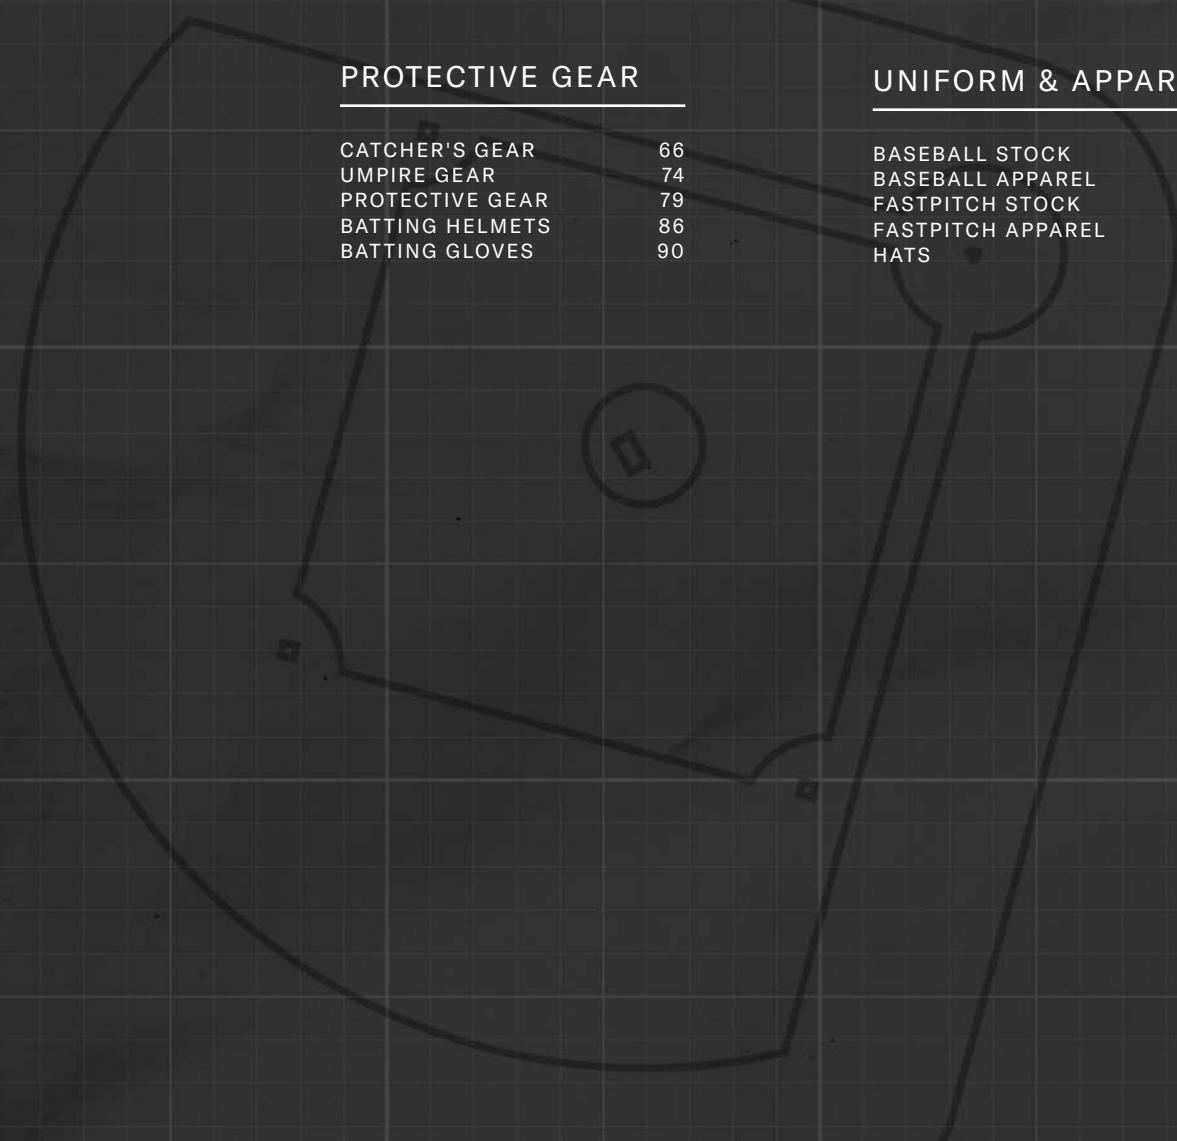 PROTECTIVE GEAR
CATCHER'S GEAR 66
UMPIRE GEAR 74
PROTECTIVE GEAR 79
BATTING HELMETS 86
BATTING GLOVES 90
UNIFORM & APPAR
BASEBALL STOCK
BASEBALL APPAREL
FASTPITCH STOCK
FASTPITCH APPAREL
HATS